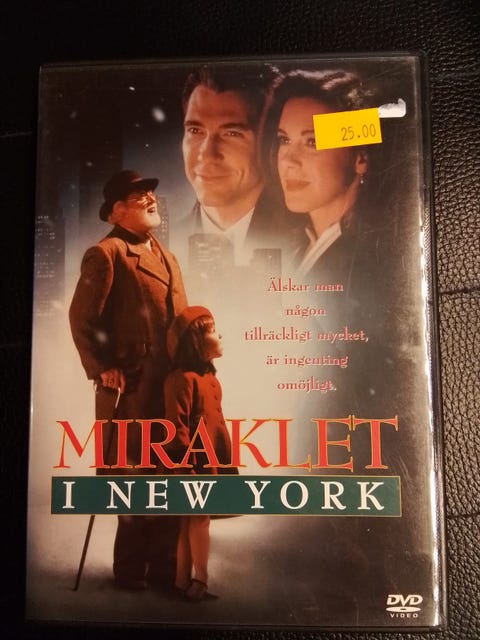 25.00
Älskar man
någon
tillräckligt mycket,
är ingenting
omöjligt.
MIRAKLET
I NEW YORK
DVD
VIDEO